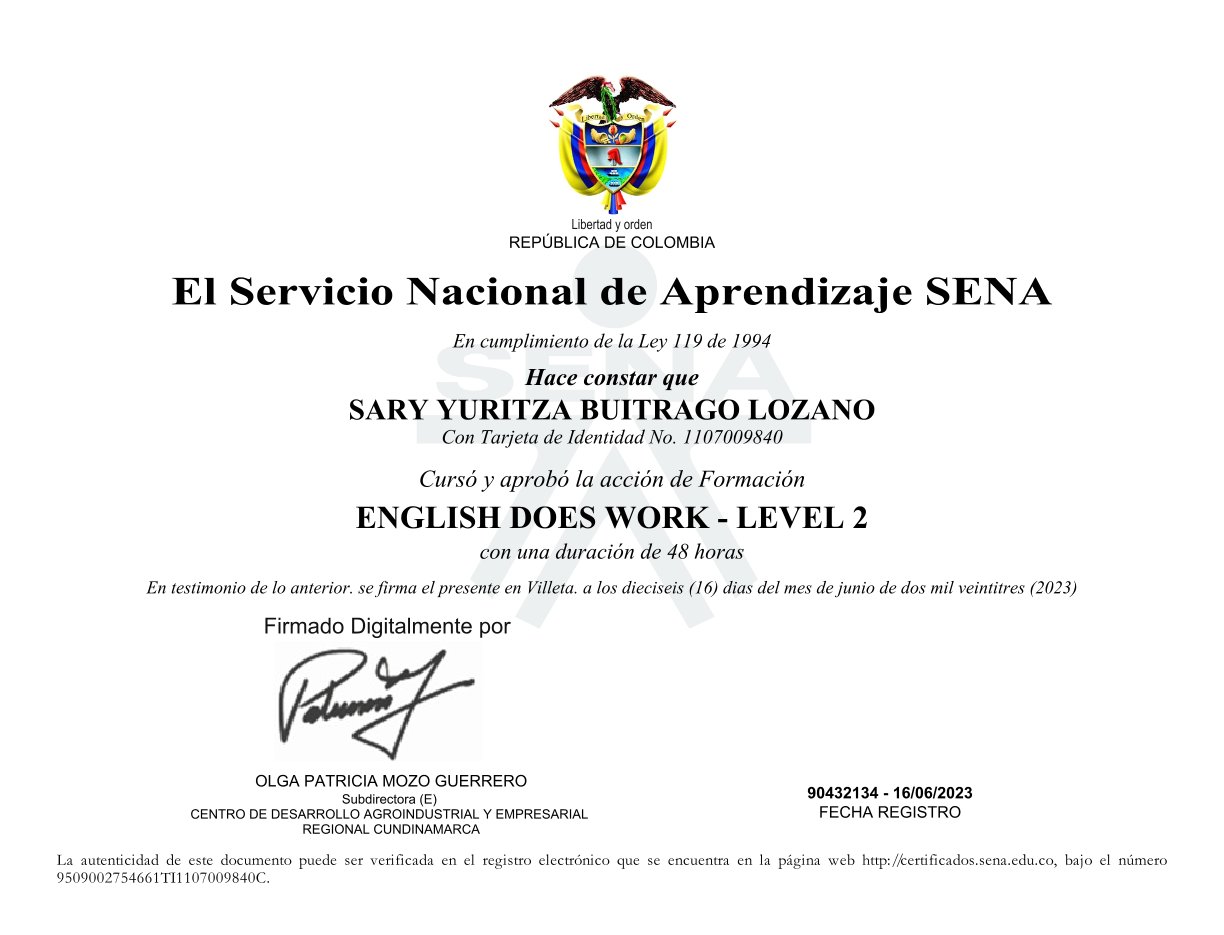 Libertad y Orden
Libertad y orden
REPÚBLICA DE COLOMBIA
El Servicio Nacional de Aprendizaje SENA
En cumplimiento de la Ley 119 de 1994
SENA
Hace constar que
SARY YURITZA BUITRAGO LOZANO
Con Tarjeta de Identidad No. 1107009840
Cursó y aprobó la acción de Formación
ENGLISH DOES WORK - LEVEL 2
con una duración de 48 horas
En testimonio de lo anterior. se firma el presente en Villeta. a los dieciseis (16) dias del mes de junio de dos mil veintitres (2023)
Firmado Digitalmente por
OLGA PATRICIA MOZO GUERRERO
Subdirectora (E)
CENTRO DE DESARROLLO AGROINDUSTRIAL Y EMPRESARIAL
REGIONAL CUNDINAMARCA
90432134 - 16/06/2023
FECHA REGISTRO
La autenticidad de este documento puede ser verificada en el registro electrónico que se encuentra en la página web http://certificados.sena.edu.co, bajo el número
9509002754661TI1107009840C.